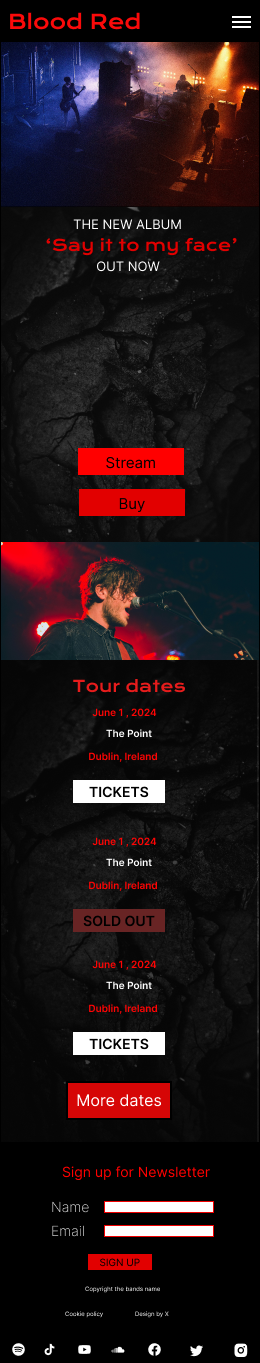 Blood Red
THE NEW ALBUM
‘Say it to my face’
OUT NOW
Stream
Buy
Tour dates
June 1 , 2024
The Point
Dublin, Ireland
TICKETS
June 1 , 2024
The Point
Dublin, Ireland
SOLD OUT
June 1 , 2024
The Point
Dublin, Ireland
TICKETS
More dates
Sign up for Newsletter
Name
Email
SIGN UP
Copyright the bands name
Cookie policy Design by X